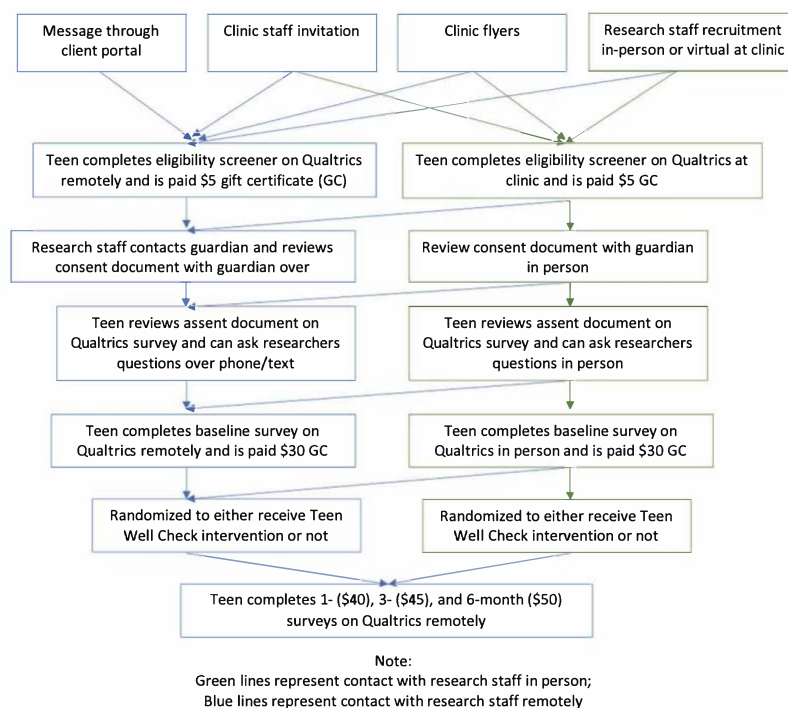 Message through
client portal
Clinic staff invitation
Clinic flyers
Research staff recruitment
in-person or virtual at clinic
Teen completes eligibility screener on Qualtrics
remotely and is paid $5 gift certificate (GC)
Teen completes eligibility screener on Qualtrics at
clinic and is paid $5 GC
Research staff contacts guardian and reviews
consent document with guardian over
Review consent document with guardian
in person
Teen reviews assent document on
Qualtrics survey and can ask researchers
questions over phone/text
Teen reviews assent document on
Qualtrics survey and can ask researchers
questions in person
Teen completes baseline survey on
Qualtrics remotely and is paid $30 GC
Teen completes baseline survey on
Qualtrics in person and is paid $30 GC
Randomized to either receive Teen
Well Check intervention or not
Randomized to either receive Teen
Well Check intervention or not
Teen completes 1- ($40), 3- ($45), and 6-month ($50)
surveys on Qualtrics remotely
Note:
Green lines represent contact with research staff in person;
Blue lines represent contact with research staff remotely